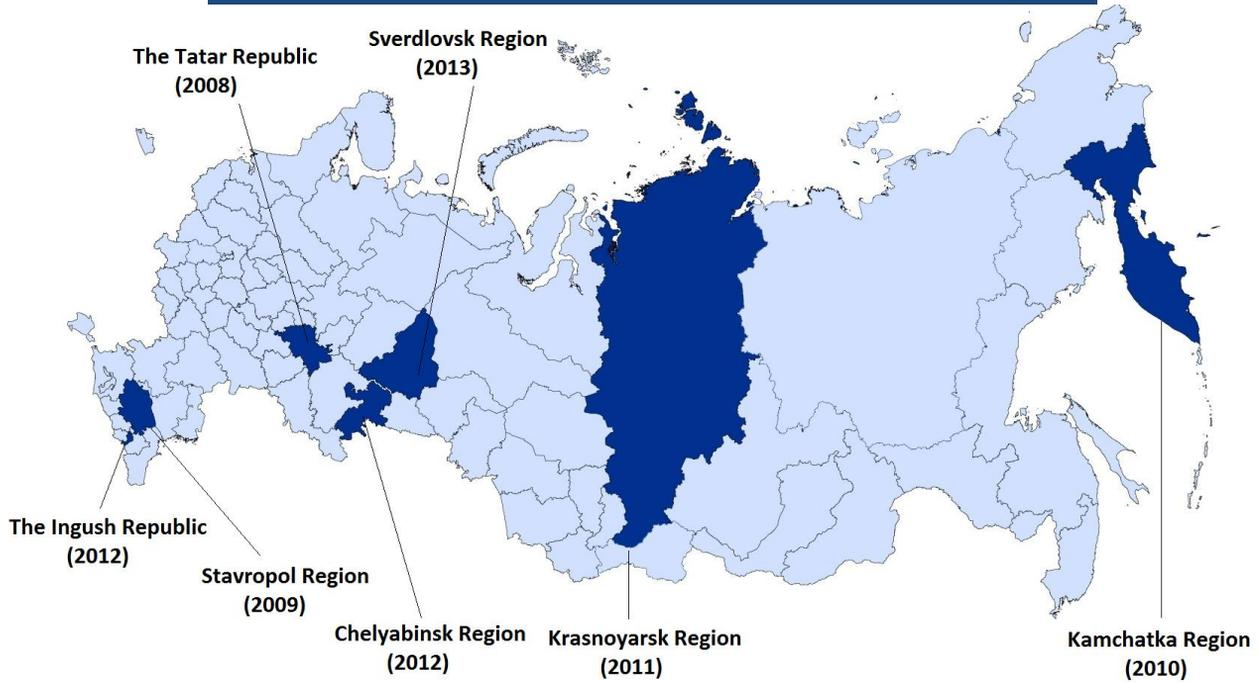 Sverdlovsk Region
(2013)
The Tatar Republic
(2008)
The Ingush Republic
(2012)
Stavropol Region
(2009)
Chelyabinsk Region
(2012)
Krasnoyarsk Region
(2011)
Kamchatka Region
(2010)